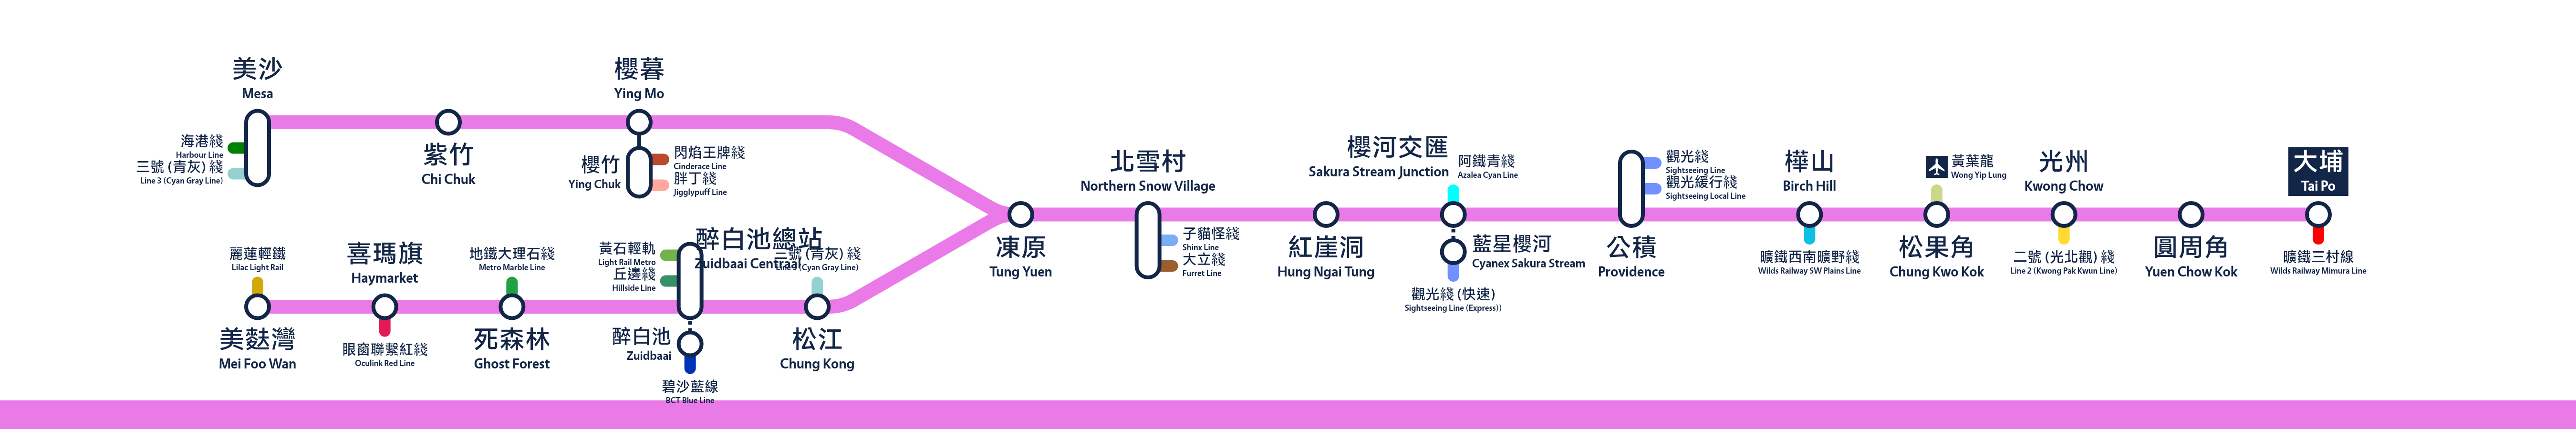 美沙
Mesa
海港綫
Harbour Line
三號 (青灰) 綫
Line 3 (Cyan Gray Line)
紫竹
Chi Chuk
櫻暮
Ying Mo
櫻竹
Ying Chuk
閃焰王牌綫
Cinderace Line
胖丁綫
Jigglypuff Line
麗蓮輕鐵
Lilac Light Rail
美麩灣
Mei Foo Wan
喜瑪旗
Haymarket
眼窗聯繫紅綫
Oculink Red Line
地鐵大理石綫
Metro Marble Line
死森林
Ghost Forest
黃石輕軌
Light Rail Metro
丘邊綫
Hillside Line
醉白池總站
Zuidbaai Centraal
醉白池
Zuidbaai
碧沙藍線
BCT Blue Line
三號 (青灰) 綫
Line 3 (Cyan Gray Line)
松江
Chung Kong
凍原
Tung Yuen
北雪村
Northern Snow Village
子貓怪綫
Shinx Line
大立綫
Furret Line
紅崖洞
Hung Ngai Tung
櫻河交匯
Sakura Stream Junction
阿鐵青綫
Azalea Cyan Line
藍星櫻河
Cyanex Sakura Stream
觀光綫 (快速)
Sightseeing Line (Express))
觀光綫
Sightseeing Line
觀光緩行綫
Sightseeing Local Line
公積
Providence
樺山
Birch Hill
曠鐵西南曠野綫
Wilds Railway SW Plains Line
黃葉龍
Wong Yip Lung
松果角
Chung Kwo Kok
光州
Kwong Chow
二號 (光北觀) 綫
Line 2 (Kwong Pak Kwun Line)
圓周角
Yuen Chow Kok
大埔
Tai Po
曠鐵三村線
Wilds Railway Mimura Line